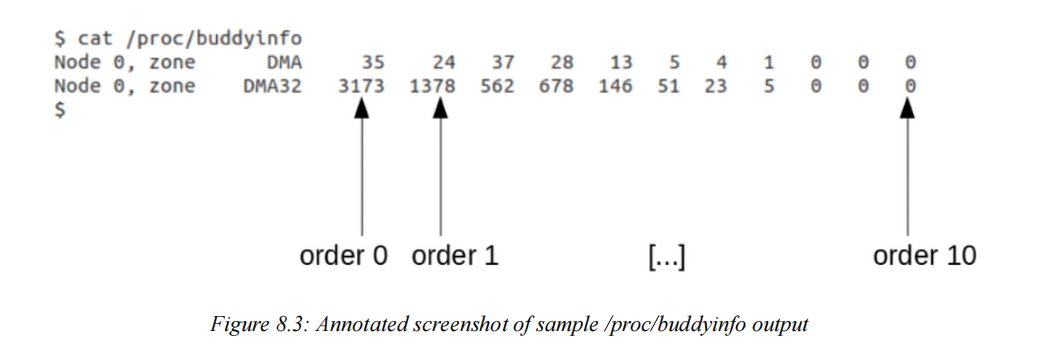 $ cat /proc/buddyinfo
Node 0, zone DMA 35 24 37 28 13 5 4 1 0 0 0
Node 0, zone DMA32 3173 1378 562 678 146 51 23 5 0 0 0
$
order 0 order 1 [...] order 10
Figure 8.3: Annotated screenshot of sample /proc/buddyinfo output